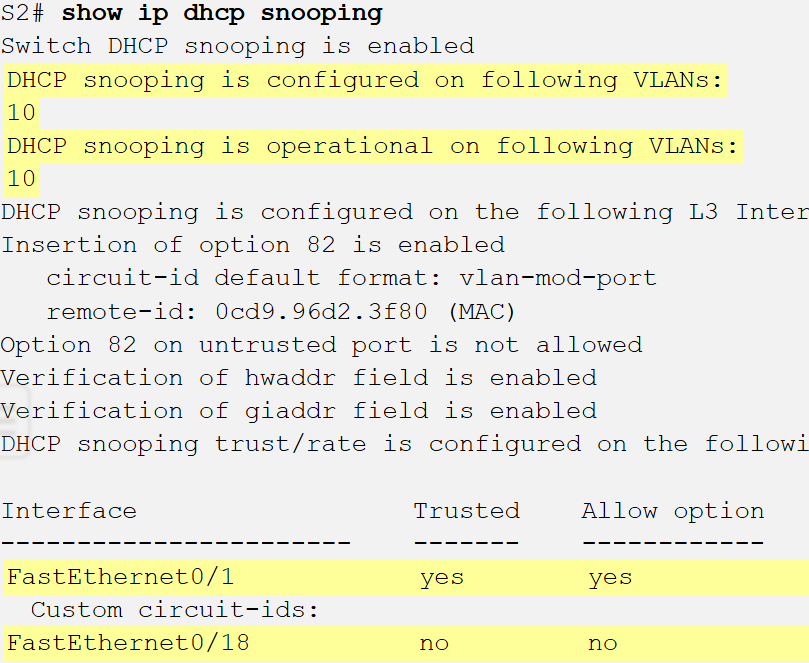 S2# show ip dhcp snooping
Switch DHCP snooping is enabled
DHCP snooping is configured on following VLANs:
10
DHCP snooping is operational on following VLANs:
10
DHCP snooping is configured on the following L3 Inter
Insertion of option 82 is enabled
   circuit-id default format: vlan-mod-port
   remote-id: 0cd9.96d2.3f80 (MAC)
Option 82 on untrusted port is not allowed
Verification of hwaddr field is enabled
Verification of giaddr field is enabled
DHCP snooping trust/rate is configured on the followi
Interface                  Trusted    Allow option
-----------------------    -------    ------------
FastEthernet0/1            yes        yes
  Custom circuit-ids:
FastEthernet0/18           no         no